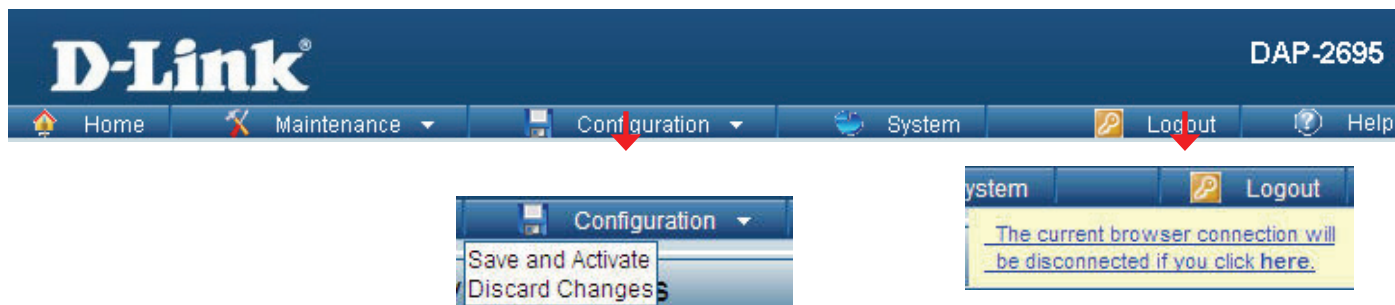 D-Link®
DAP-2695
Home Maintenance Configuration System Logout Help
ystem Logout
Configuration
The current browser connection will
be disconnected if you click here.
Save and Activate
Discard Changes